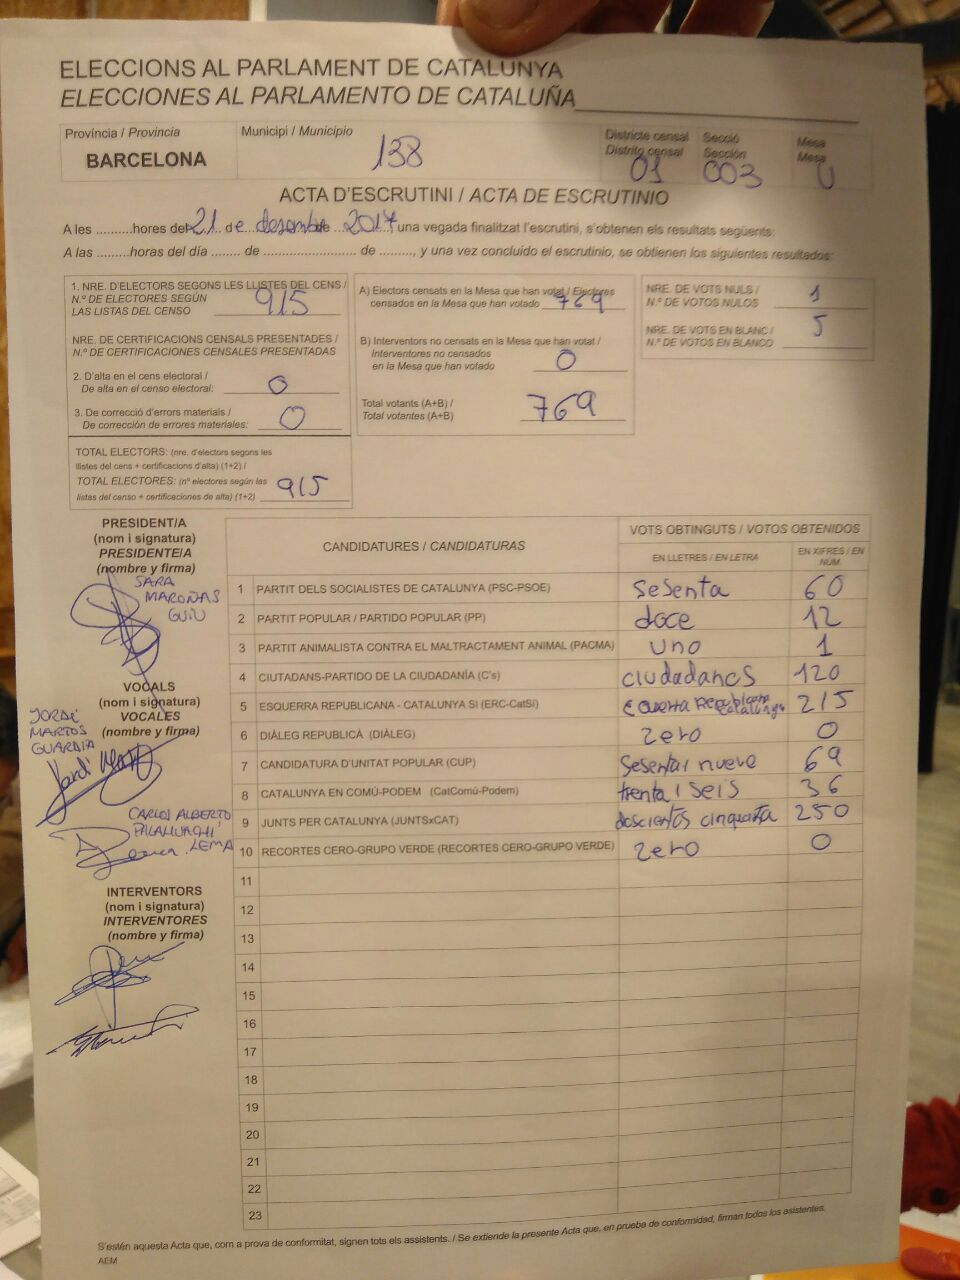 ELECCIONS AL PARLAMENT DE CATALUNYA
ELECCIONES AL PARLAMENTO DE CATALUÑA
Província / Provincia
BARCELONA
Municipi / Municipio
138
Districte censal
Distrito censal
01
Secció
Sección
003
Mesa
Mesa
U
ACTA D'ESCRUTINI / ACTA DE ESCRUTINIO
A les ..........hores del 21 de desembre de 2017 una vegada finalitzat l'escrutini, s'obtenen els resultats següents:
A las ..........horas del día ........ de ......................... de ........., y una vez concluido el escrutinio, se obtienen los siguientes resultados:
1. NRE. D'ELECTORS SEGONS LES LLISTES DEL CENS /
N.º DE ELECTORES SEGÚN
LAS LISTAS DEL CENSO 915
NRE. DE CERTIFICACIONS CENSALS PRESENTADES /
N.º DE CERTIFICACIONES CENSALES PRESENTADAS
2. D'alta en el cens electoral /
De alta en el censo electoral: 0
3. De correcció d'errors materials /
De corrección de errores materiales: 0
TOTAL ELECTORS: (nre. d'electors segons les
llistes del cens + certificacions d'alta) (1+2) /
TOTAL ELECTORES: (nº electores según las
listas del censo + certificaciones de alta) (1+2) 915
A) Electors censats en la Mesa que han votat / Electores
censados en la Mesa que han votado 769
B) Interventors no censats en la Mesa que han votat /
Interventores no censados
en la Mesa que han votado 0
Total votants (A+B) /
Total votantes (A+B) 769
NRE. DE VOTS NULS /
N.º DE VOTOS NULOS 1
NRE. DE VOTS EN BLANC /
N.º DE VOTOS EN BLANCO 5
PRESIDENT/A
(nom i signatura)
PRESIDENTE/A
(nombre y firma)
SARA
MAROÑAS
GUIU
VOCALS
(nom i signatura)
VOCALES
(nombre y firma)
JORDI
MARTOS
GUARDIA
CARLOS ALBERTO
PILAHUACHI
LEMA
INTERVENTORS
(nom i signatura)
INTERVENTORES
(nombre y firma)
CANDIDATURES / CANDIDATURAS
VOTS OBTINGUTS / VOTOS OBTENIDOS
EN LLETRES / EN LETRA
EN XIFRES / EN NÚM.
1 PARTIT DELS SOCIALISTES DE CATALUNYA (PSC-PSOE) Sesenta 60
2 PARTIT POPULAR / PARTIDO POPULAR (PP) doce 12
3 PARTIT ANIMALISTA CONTRA EL MALTRACTAMENT ANIMAL (PACMA) uno 1
4 CIUTADANS-PARTIDO DE LA CIUDADANÍA (C's) ciudadanos 120
5 ESQUERRA REPUBLICANA - CATALUNYA SI (ERC-CatSI) Republicana Catalunya 215
6 DIÀLEG REPUBLICÀ (DIÀLEG) zero 0
7 CANDIDATURA D'UNITAT POPULAR (CUP) Sesenta i nueve 69
8 CATALUNYA EN COMÚ-PODEM (CatComú-Podem) trenta i seis 36
9 JUNTS PER CATALUNYA (JUNTSxCAT) doscientos cinquanta 250
10 RECORTES CERO-GRUPO VERDE (RECORTES CERO-GRUPO VERDE) zero 0
11
12
13
14
15
16
17
18
19
20
21
22
23
S'estén aquesta Acta que, com a prova de conformitat, signen tots els assistents. / Se extiende la presente Acta que, en prueba de conformidad, firman todos los asistentes.
AEM